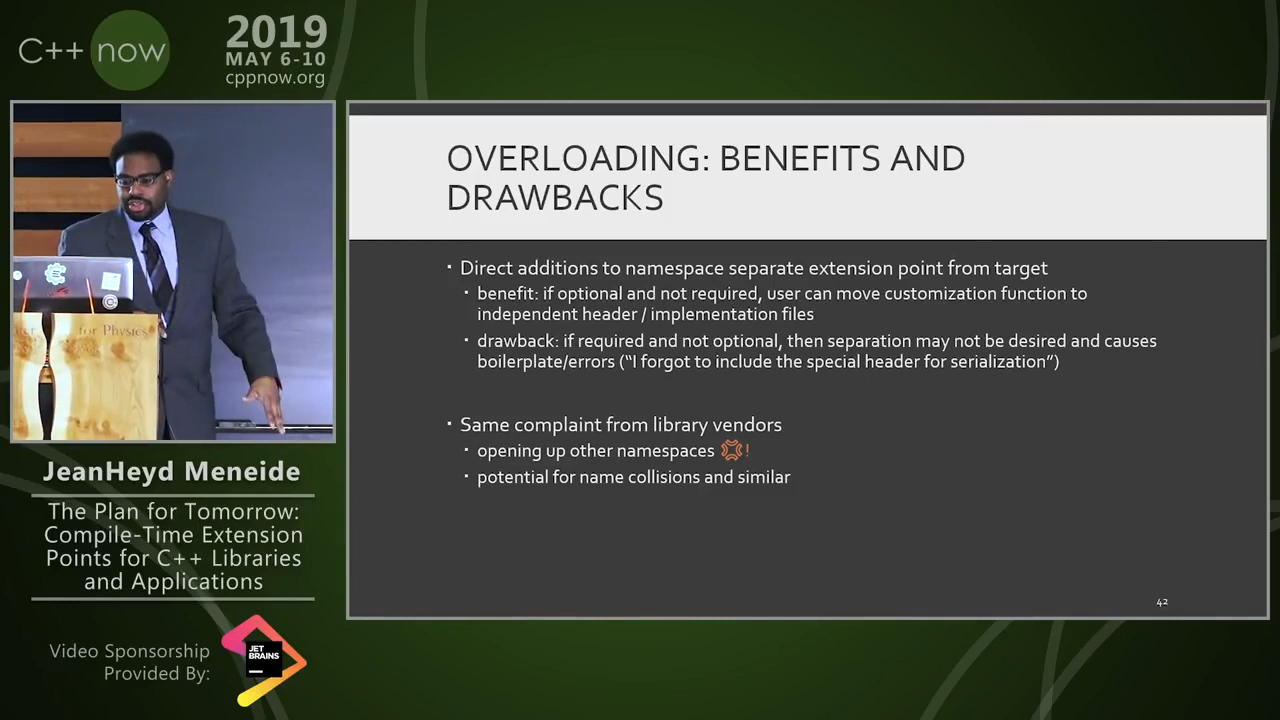 C++ now
2019
MAY 6-10
cppnow.org
for Physics
JeanHeyd Meneide
The Plan for Tomorrow:
Compile-Time Extension
Points for C++ Libraries
and Applications
Video Sponsorship
Provided By:
JET
BRAINS
OVERLOADING: BENEFITS AND
DRAWBACKS
▪ Direct additions to namespace separate extension point from target
▪ benefit: if optional and not required, user can move customization function to
independent header / implementation files
▪ drawback: if required and not optional, then separation may not be desired and causes
boilerplate/errors (“I forgot to include the special header for serialization”)
▪ Same complaint from library vendors
▪ opening up other namespaces 💢!
▪ potential for name collisions and similar
42